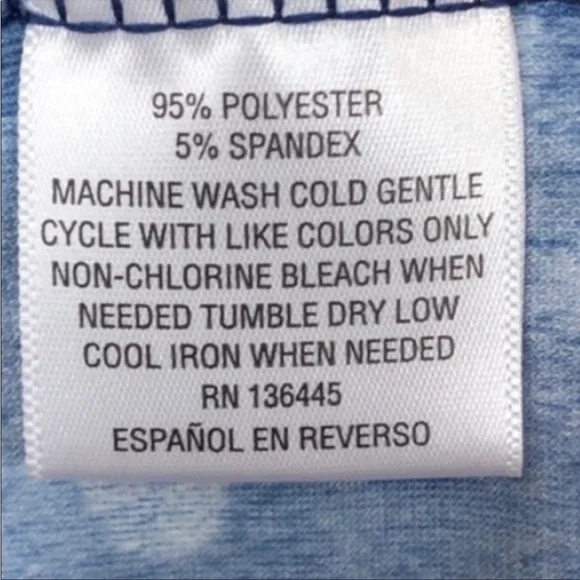 95% POLYESTER
5% SPANDEX
MACHINE WASH COLD GENTLE
CYCLE WITH LIKE COLORS ONLY
NON-CHLORINE BLEACH WHEN
NEEDED TUMBLE DRY LOW
COOL IRON WHEN NEEDED
RN 136445
ESPAÑOL EN REVERSO